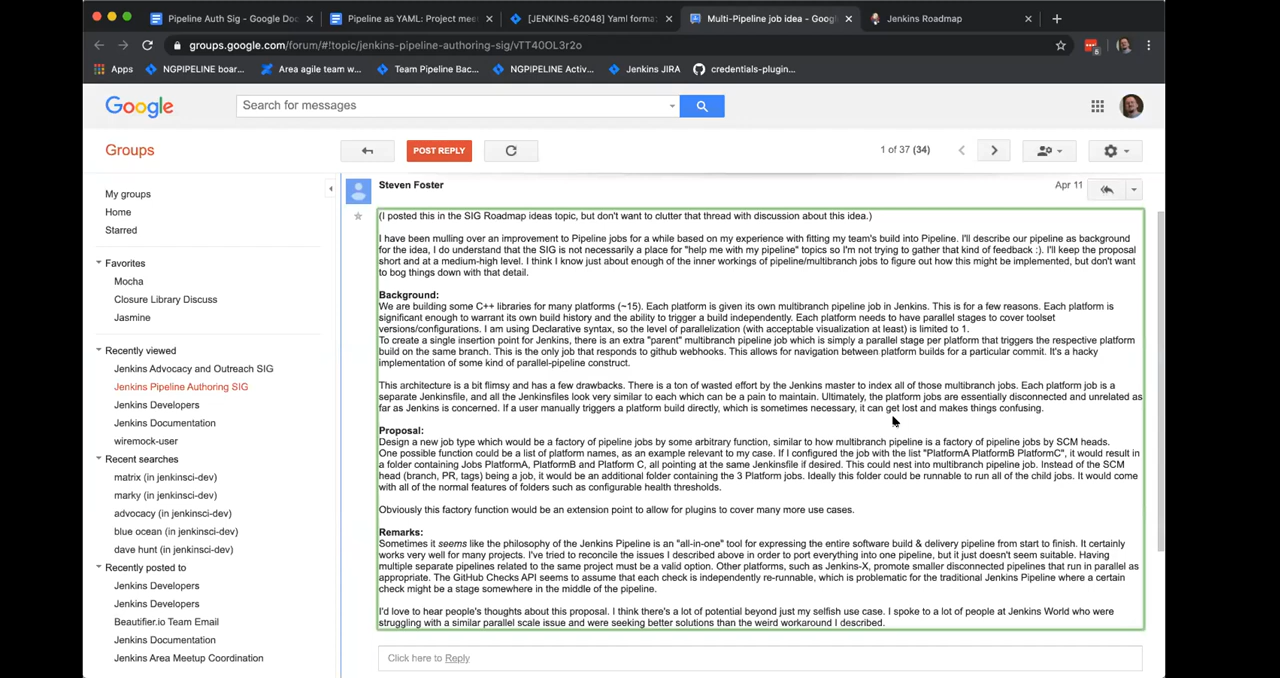 Pipeline Auth Sig - Google Doc
Pipeline as YAML: Project mee
[JENKINS-62048] Yaml forma
Multi-Pipeline job idea - Goog
Jenkins Roadmap
groups.google.com/forum/#!topic/jenkins-pipeline-authoring-sig/vTT40OL3r2o
Apps
NGPIPELINE boar...
Area agile team w...
Team Pipeline Bac...
NGPIPELINE Activ...
Jenkins JIRA
credentials-plugin...
Google
Search for messages
Groups
POST REPLY
1 of 37 (34)
My groups
Home
Starred
Favorites
Mocha
Closure Library Discuss
Jasmine
Recently viewed
Jenkins Advocacy and Outreach SIG
Jenkins Pipeline Authoring SIG
Jenkins Developers
Jenkins Documentation
wiremock-user
Recent searches
matrix (in jenkinsci-dev)
marky (in jenkinsci-dev)
advocacy (in jenkinsci-dev)
blue ocean (in jenkinsci-dev)
dave hunt (in jenkinsci-dev)
Recently posted to
Jenkins Developers
Jenkins Developers
Beautifier.io Team Email
Jenkins Documentation
Jenkins Area Meetup Coordination
Steven Foster
Apr 11
(I posted this in the SIG Roadmap ideas topic, but don't want to clutter that thread with discussion about this idea.)
I have been mulling over an improvement to Pipeline jobs for a while based on my experience with fitting my team's build into Pipeline. I'll describe our pipeline as background
for the idea, I do understand that the SIG is not necessarily a place for "help me with my pipeline" topics so I'm not trying to gather that kind of feedback :). I'll keep the proposal
short and at a medium-high level. I think I know just about enough of the inner workings of pipeline/multibranch jobs to figure out how this might be implemented, but don't want
to bog things down with that detail.
Background:
We are building some C++ libraries for many platforms (~15). Each platform is given its own multibranch pipeline job in Jenkins. This is for a few reasons. Each platform is
significant enough to warrant its own build history and the ability to trigger a build independently. Each platform needs to have parallel stages to cover toolset
versions/configurations. I am using Declarative syntax, so the level of parallelization (with acceptable visualization at least) is limited to 1.
To create a single insertion point for Jenkins, there is an extra "parent" multibranch pipeline job which is simply a parallel stage per platform that triggers the respective platform
build on the same branch. This is the only job that responds to github webhooks. This allows for navigation between platform builds for a particular commit. It's a hacky
implementation of some kind of parallel-pipeline construct.
This architecture is a bit flimsy and has a few drawbacks. There is a ton of wasted effort by the Jenkins master to index all of those multibranch jobs. Each platform job is a
separate Jenkinsfile, and all the Jenkinsfiles look very similar to each which can be a pain to maintain. Ultimately, the platform jobs are essentially disconnected and unrelated as
far as Jenkins is concerned. If a user manually triggers a platform build directly, which is sometimes necessary, it can get lost and makes things confusing.
Proposal:
Design a new job type which would be a factory of pipeline jobs by some arbitrary function, similar to how multibranch pipeline is a factory of pipeline jobs by SCM heads.
One possible function could be a list of platform names, as an example relevant to my case. If I configured the job with the list "PlatformA PlatformB PlatformC", it would result in
a folder containing Jobs PlatformA, PlatformB and Platform C, all pointing at the same Jenkinsfile if desired. This could nest into multibranch pipeline job. Instead of the SCM
head (branch, PR, tags) being a job, it would be an additional folder containing the 3 Platform jobs. Ideally this folder could be runnable to run all of the child jobs. It would come
with all of the normal features of folders such as configurable health thresholds.
Obviously this factory function would be an extension point to allow for plugins to cover many more use cases.
Remarks:
Sometimes it seems like the philosophy of the Jenkins Pipeline is an "all-in-one" tool for expressing the entire software build & delivery pipeline from start to finish. It certainly
works very well for many projects. I've tried to reconcile the issues I described above in order to port everything into one pipeline, but it just doesn't seem suitable. Having
multiple separate pipelines related to the same project must be a valid option. Other platforms, such as Jenkins-X, promote smaller disconnected pipelines that run in parallel as
appropriate. The GitHub Checks API seems to assume that each check is independently re-runnable, which is problematic for the traditional Jenkins Pipeline where a certain
check might be a stage somewhere in the middle of the pipeline.
I'd love to hear people's thoughts about this proposal. I think there's a lot of potential beyond just my selfish use case. I spoke to a lot of people at Jenkins World who were
struggling with a similar parallel scale issue and were seeking better solutions than the weird workaround I described.
Click here to Reply